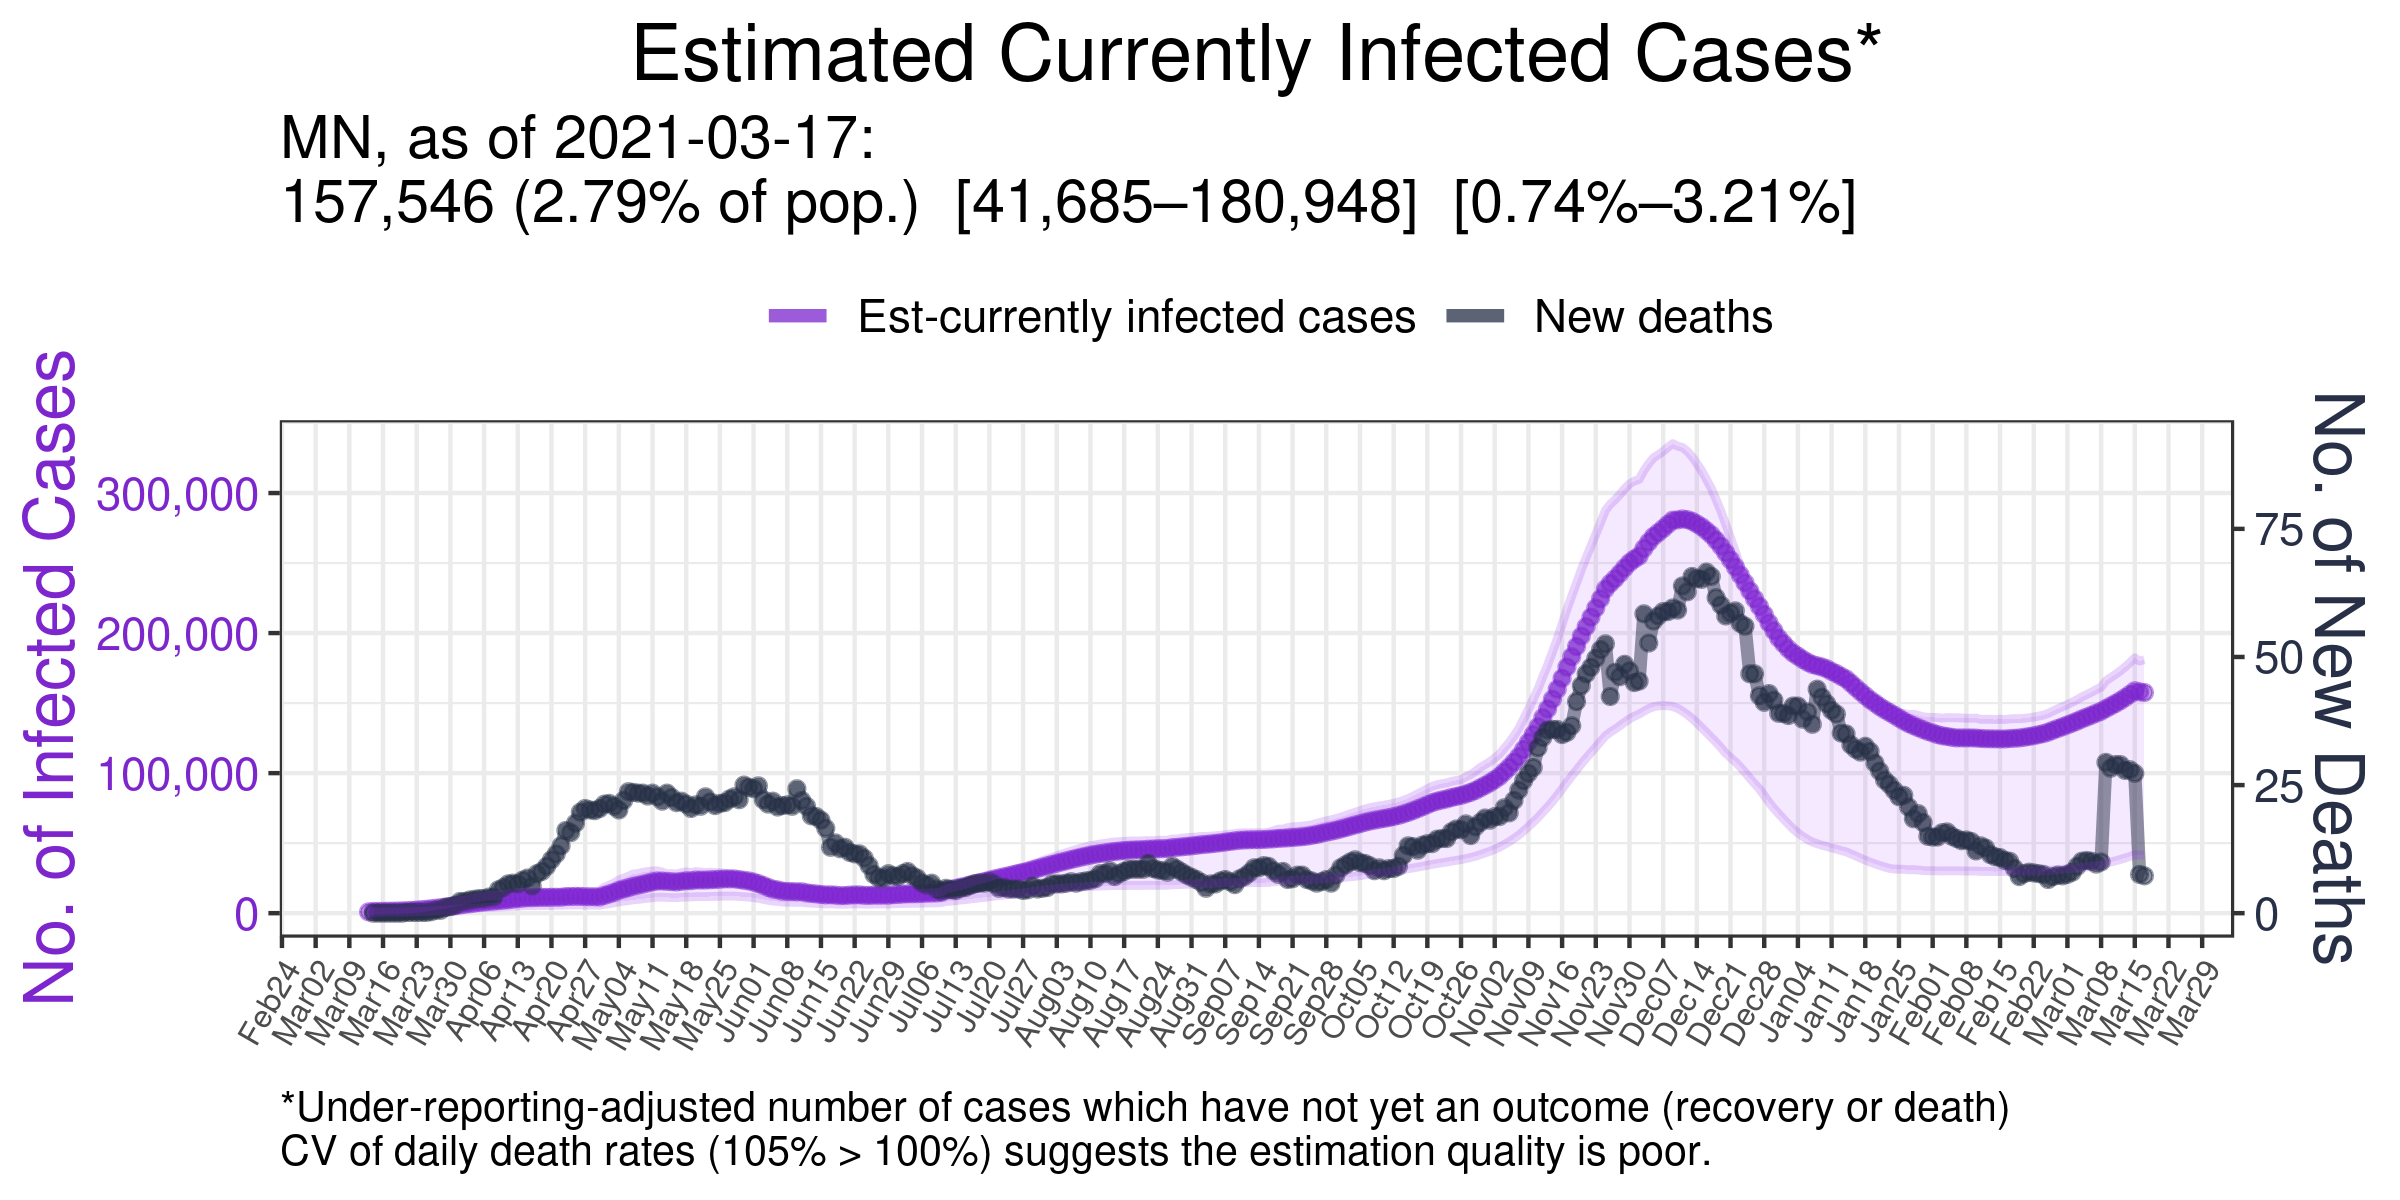 Estimated Currently Infected Cases*
MN, as of 2021-03-17:
157,546 (2.79% of pop.) [41,685–180,948] [0.74%–3.21%]
Est-currently infected cases New deaths
No. of Infected Cases
300,000
200,000
100,000
0
75
50
25
0
No. of New Deaths
Feb24 Mar02 Mar09 Mar16 Mar23 Mar30 Apr06 Apr13 Apr20 Apr27 May04 May11 May18 May25 Jun01 Jun08 Jun15 Jun22 Jun29 Jul06 Jul13 Jul20 Jul27 Aug03 Aug10 Aug17 Aug24 Aug31 Sep07 Sep14 Sep21 Sep28 Oct05 Oct12 Oct19 Oct26 Nov02 Nov09 Nov16 Nov23 Nov30 Dec07 Dec14 Dec21 Dec28 Jan04 Jan11 Jan18 Jan25 Feb01 Feb08 Feb15 Feb22 Mar01 Mar08 Mar15 Mar22 Mar29
*Under-reporting-adjusted number of cases which have not yet an outcome (recovery or death)
CV of daily death rates (105% > 100%) suggests the estimation quality is poor.